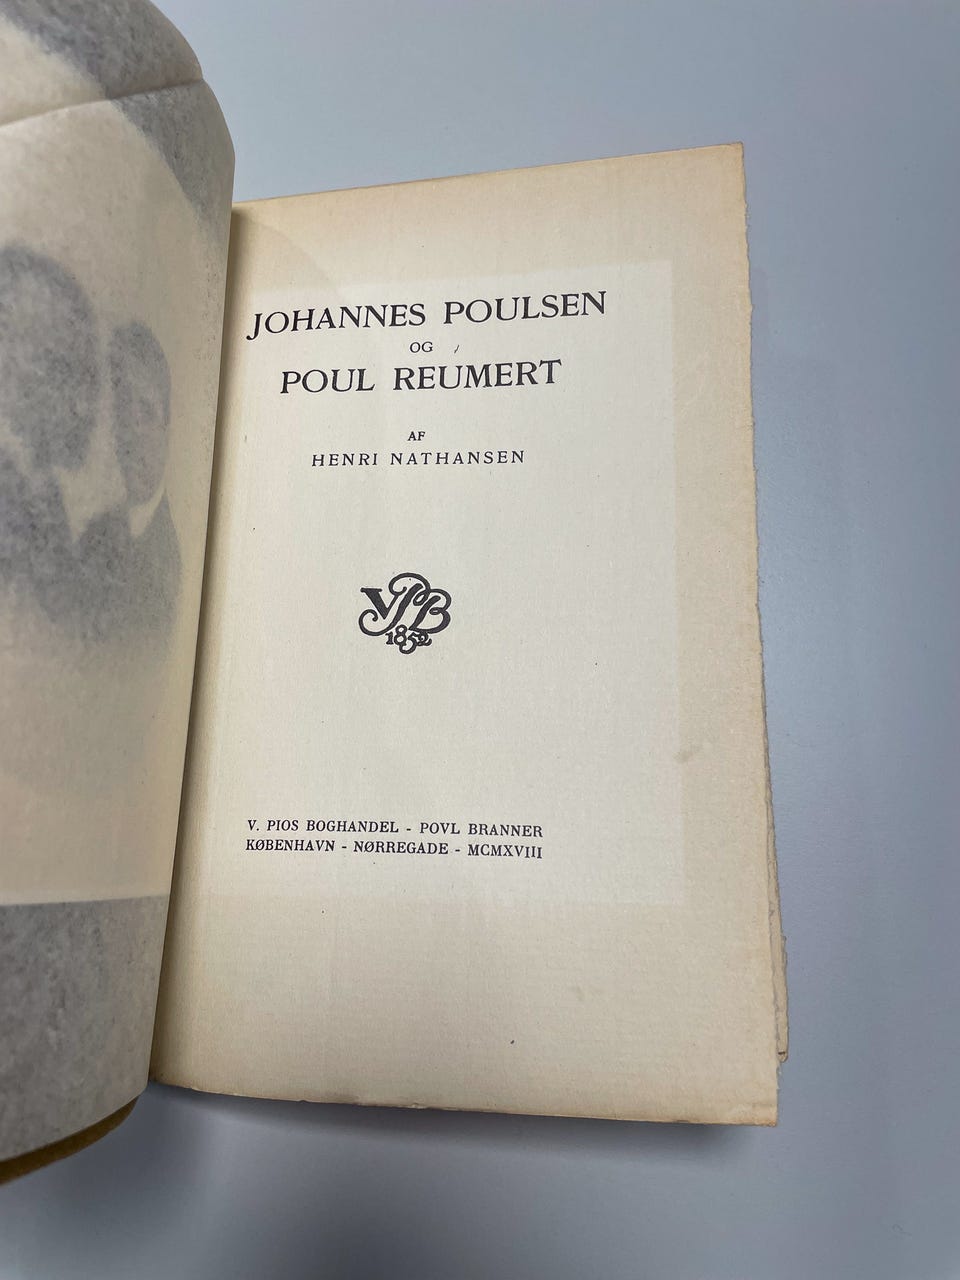 JOHANNES POULSEN
OG
POUL REUMERT
AF
HENRI NATHANSEN
VPB
1852
V. PIOS BOGHANDEL - POVL BRANNER
KØBENHAVN - NØRREGADE - MCMXVIII